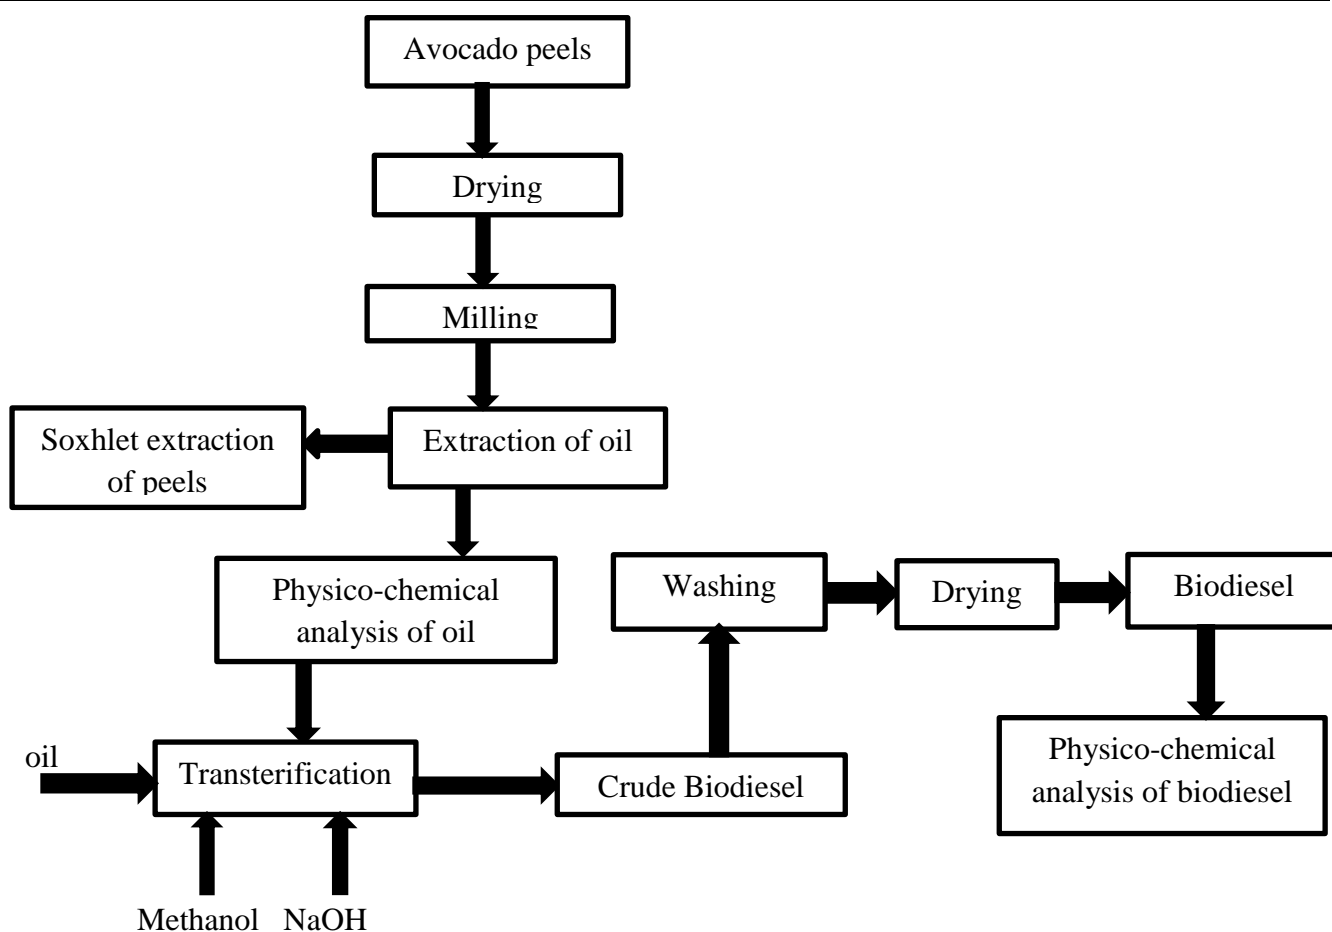 Avocado peels
Drying
Milling
Soxhlet extraction
of peels
Extraction of oil
Physico-chemical
analysis of oil
Washing
Drying
Biodiesel
oil
Transterification
Crude Biodiesel
Physico-chemical
analysis of biodiesel
Methanol
NaOH